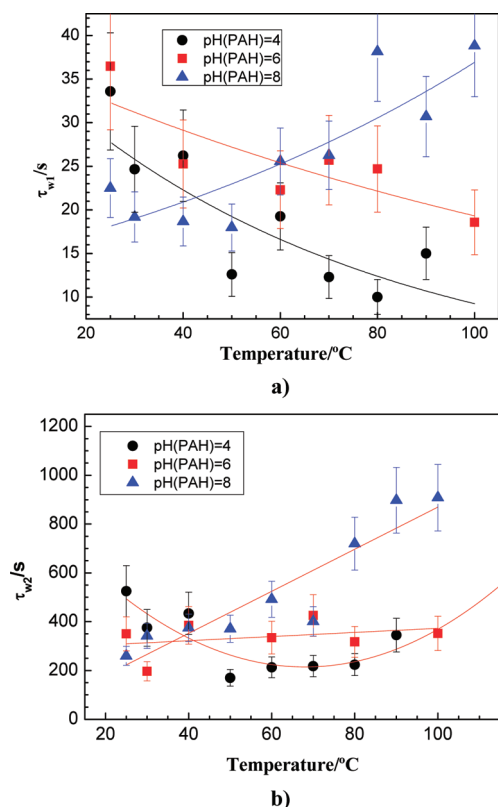 a)
40
35
30
25
20
15
10
τw1/s
pH(PAH)=4
pH(PAH)=6
pH(PAH)=8
20 40 60 80 100
Temperature/ºC
a)
1200
1000
800
600
400
200
0
τw2/s
pH(PAH)=4
pH(PAH)=6
pH(PAH)=8
20 40 60 80 100
Temperature/ºC
b)